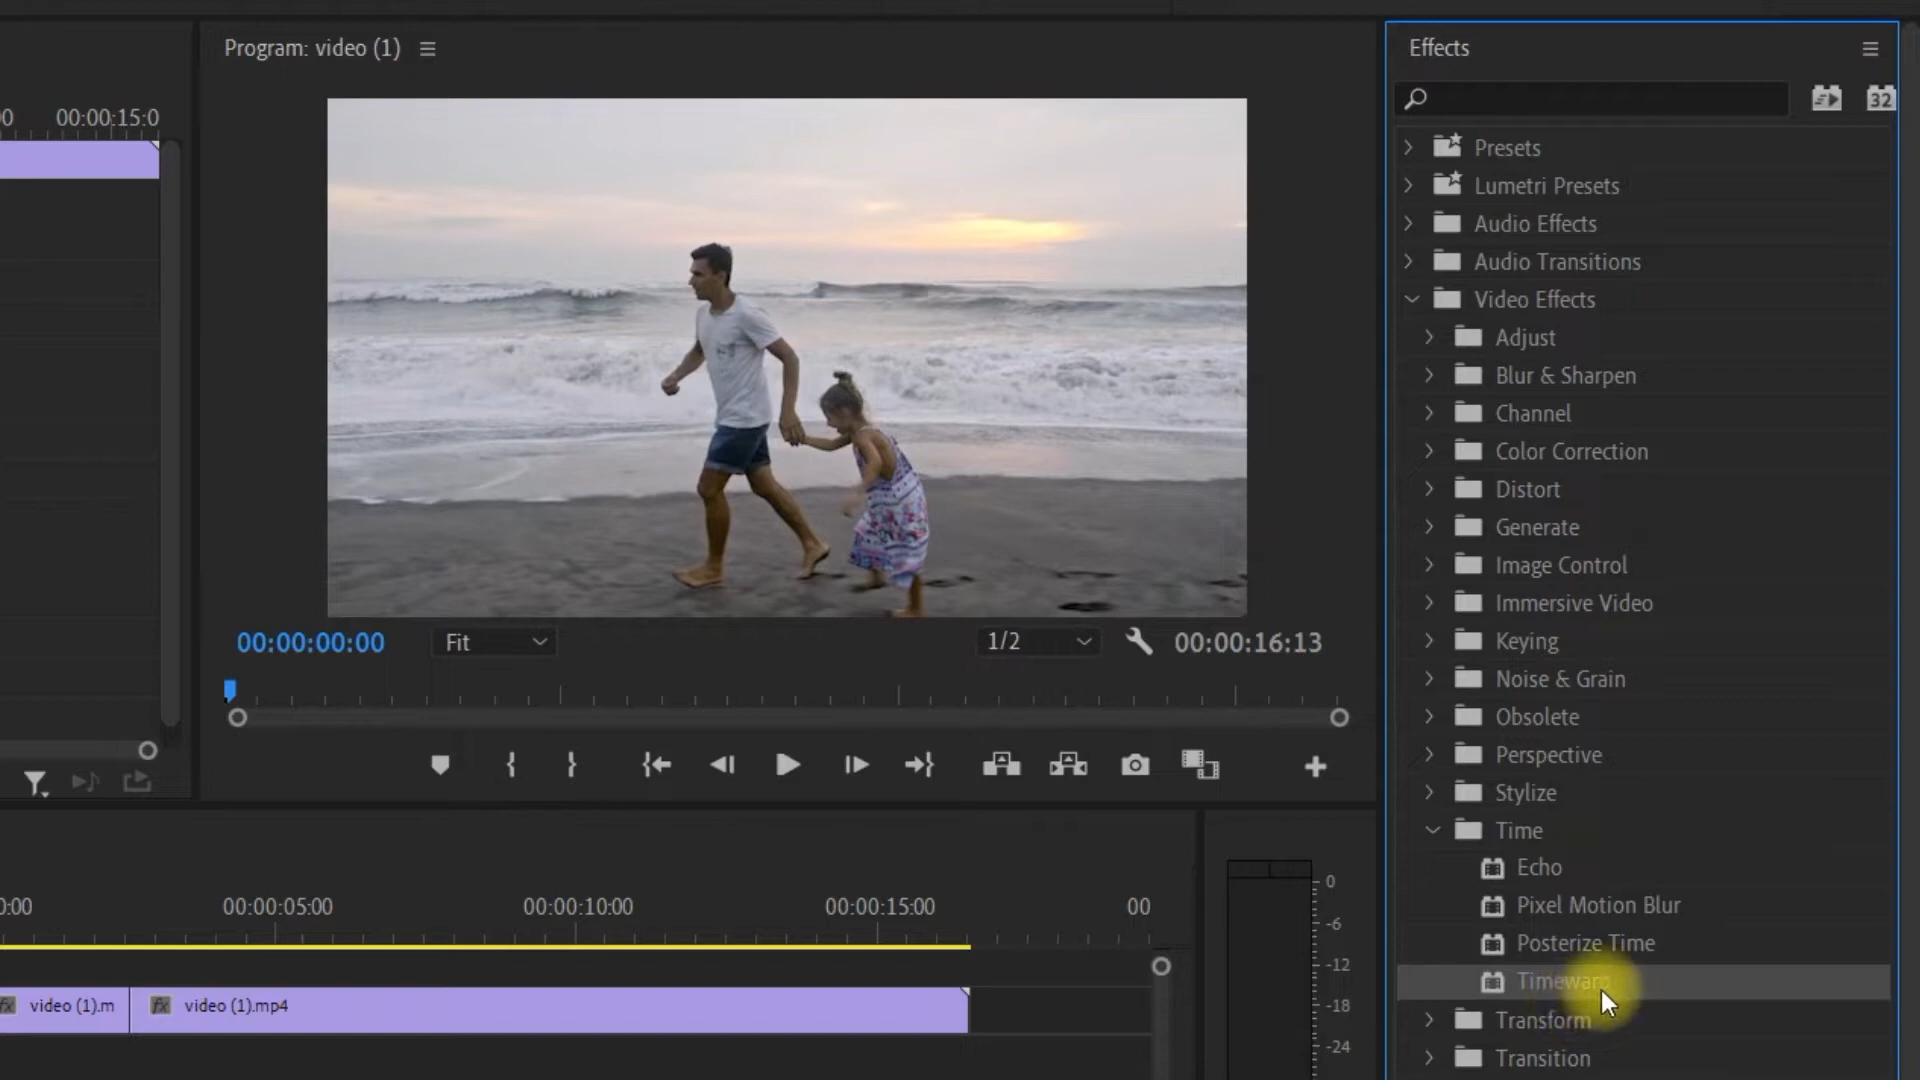 Program: video (1)
00:00:15:0
00:00:00:00
Fit
1/2
00:00:16:13
0:00
00:00:05:00
00:00:10:00
00:00:15:00
00
fx video (1).m
fx video (1).mp4
0
-6
-12
-18
-24
Effects
32
Presets
Lumetri Presets
Audio Effects
Audio Transitions
Video Effects
Adjust
Blur & Sharpen
Channel
Color Correction
Distort
Generate
Image Control
Immersive Video
Keying
Noise & Grain
Obsolete
Perspective
Stylize
Time
Echo
Pixel Motion Blur
Posterize Time
Timewarp
Transform
Transition